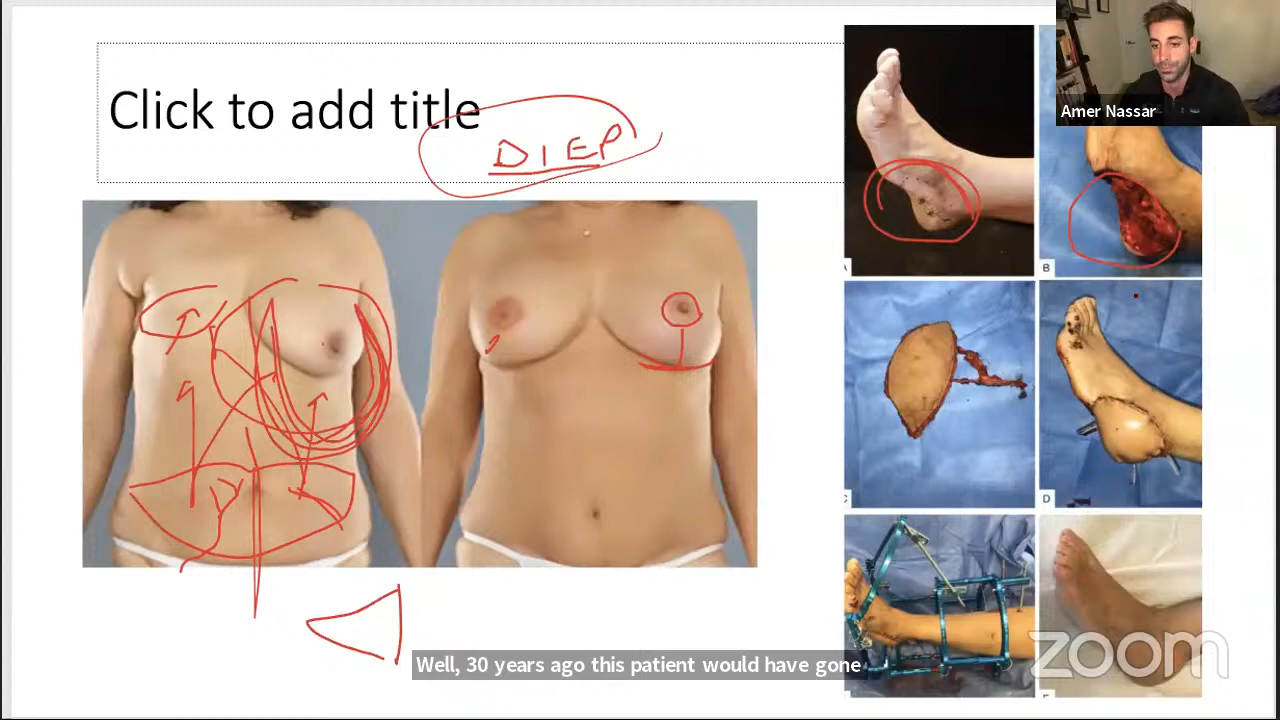 Amer Nassar
Click to add title
DIEP
A
B
C
D
E
Well, 30 years ago this patient would have gone
zoom